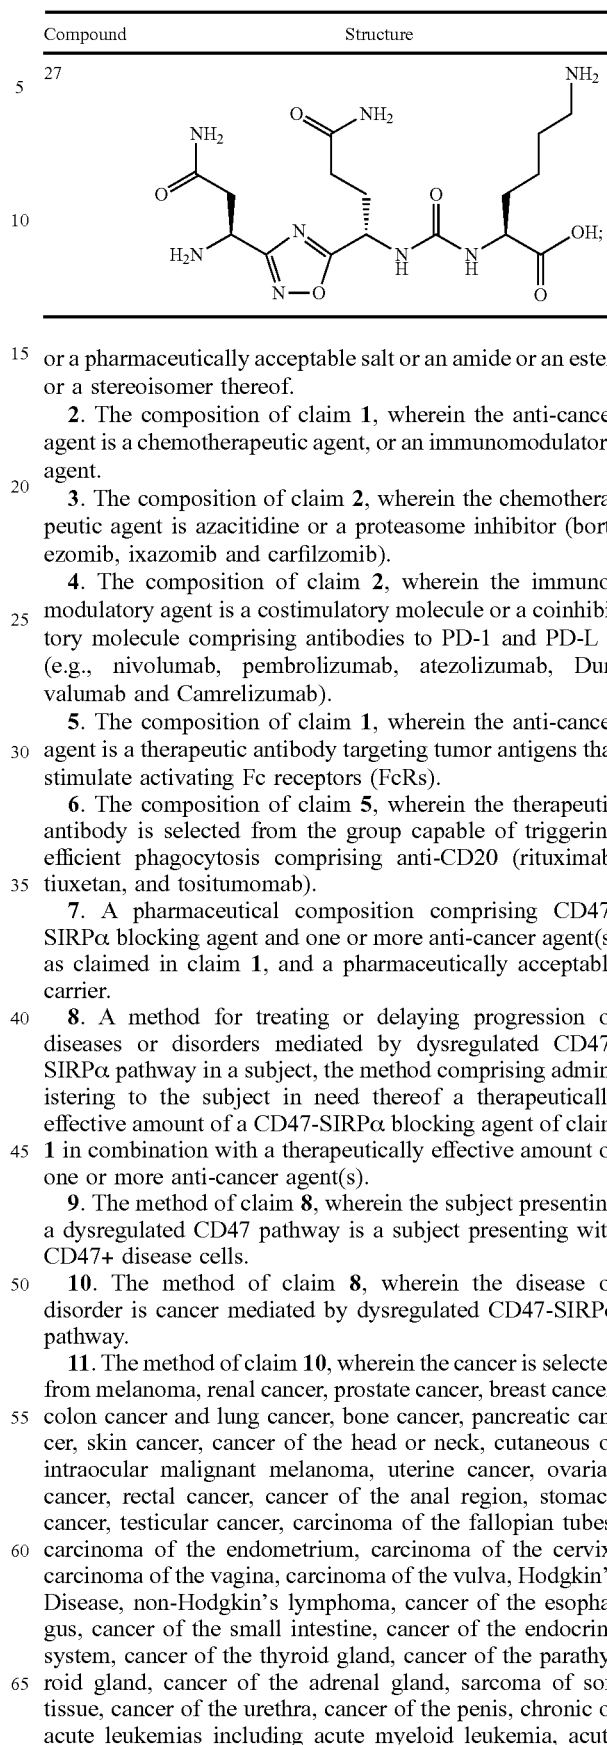 Compound Structure
27
NH2
5
O NH2
NH2
O
O
10
N
H2N
N H
N H
OH;
N O
O
15 or a pharmaceutically acceptable salt or an amide or an este
or a stereoisomer thereof.
2. The composition of claim 1, wherein the anti-cance
agent is a chemotherapeutic agent, or an immunomodulator
agent.
20
3. The composition of claim 2, wherein the chemothera
peutic agent is azacitidine or a proteasome inhibitor (bort
ezomib, ixazomib and carfilzomib).
4. The composition of claim 2, wherein the immuno
25 modulatory agent is a costimulatory molecule or a coinhibi
tory molecule comprising antibodies to PD-1 and PD-L
(e.g., nivolumab, pembrolizumab, atezolizumab, Dur
valumab and Camrelizumab).
5. The composition of claim 1, wherein the anti-cance
30 agent is a therapeutic antibody targeting tumor antigens tha
stimulate activating Fc receptors (FcRs).
6. The composition of claim 5, wherein the therapeuti
antibody is selected from the group capable of triggerin
efficient phagocytosis comprising anti-CD20 (rituximab
35 tiuxetan, and tositumomab).
7. A pharmaceutical composition comprising CD47
SIRPα blocking agent and one or more anti-cancer agent(s
as claimed in claim 1, and a pharmaceutically acceptabl
carrier.
40 8. A method for treating or delaying progression o
diseases or disorders mediated by dysregulated CD47
SIRPα pathway in a subject, the method comprising admin
istering to the subject in need thereof a therapeuticall
effective amount of a CD47-SIRPα blocking agent of claim
45 1 in combination with a therapeutically effective amount o
one or more anti-cancer agent(s).
9. The method of claim 8, wherein the subject presentin
a dysregulated CD47 pathway is a subject presenting wit
CD47+ disease cells.
50 10. The method of claim 8, wherein the disease o
disorder is cancer mediated by dysregulated CD47-SIRPα
pathway.
11. The method of claim 10, wherein the cancer is selecte
from melanoma, renal cancer, prostate cancer, breast cancer
55 colon cancer and lung cancer, bone cancer, pancreatic can
cer, skin cancer, cancer of the head or neck, cutaneous o
intraocular malignant melanoma, uterine cancer, ovaria
cancer, rectal cancer, cancer of the anal region, stomac
cancer, testicular cancer, carcinoma of the fallopian tubes
60 carcinoma of the endometrium, carcinoma of the cervix
carcinoma of the vagina, carcinoma of the vulva, Hodgkin'
Disease, non-Hodgkin's lymphoma, cancer of the esopha
gus, cancer of the small intestine, cancer of the endocrin
system, cancer of the thyroid gland, cancer of the parathy
65 roid gland, cancer of the adrenal gland, sarcoma of sof
tissue, cancer of the urethra, cancer of the penis, chronic o
acute leukemias including acute myeloid leukemia, acut